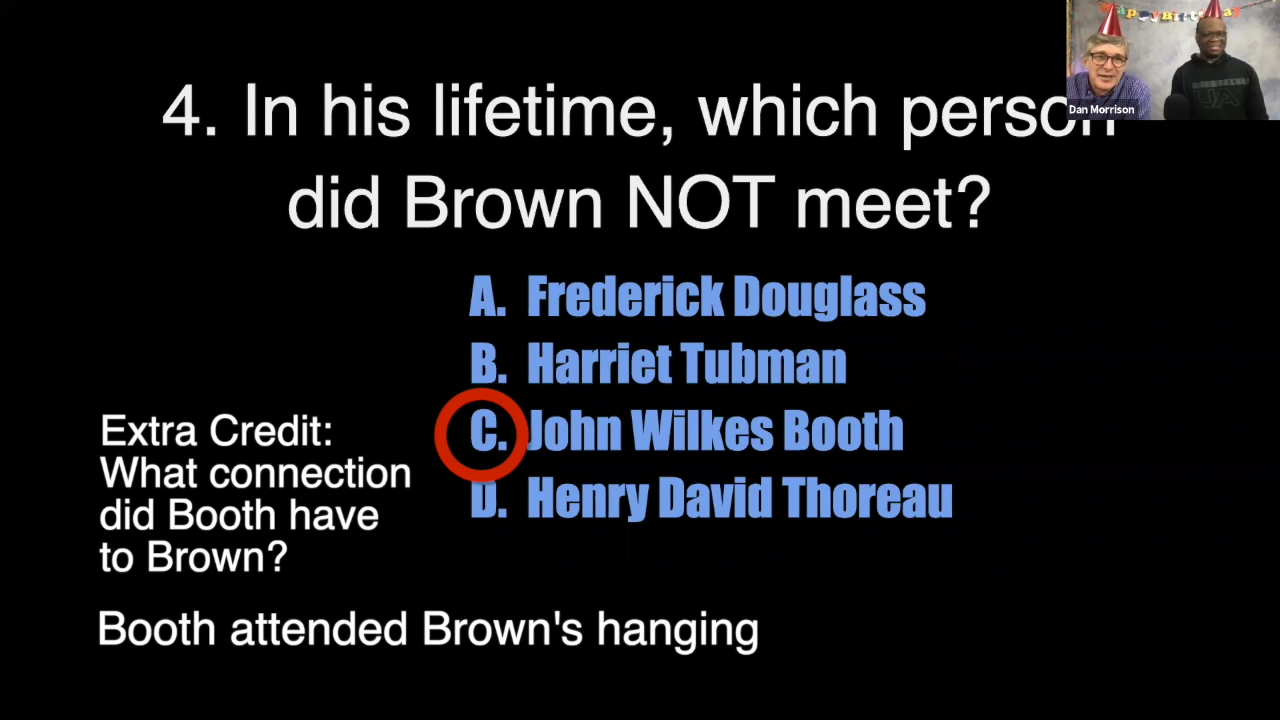 4. In his lifetime, which person
did Brown NOT meet?
A. Frederick Douglass
B. Harriet Tubman
C. John Wilkes Booth
D. Henry David Thoreau
Extra Credit:
What connection
did Booth have
to Brown?
Booth attended Brown's hanging
Dan Morrison